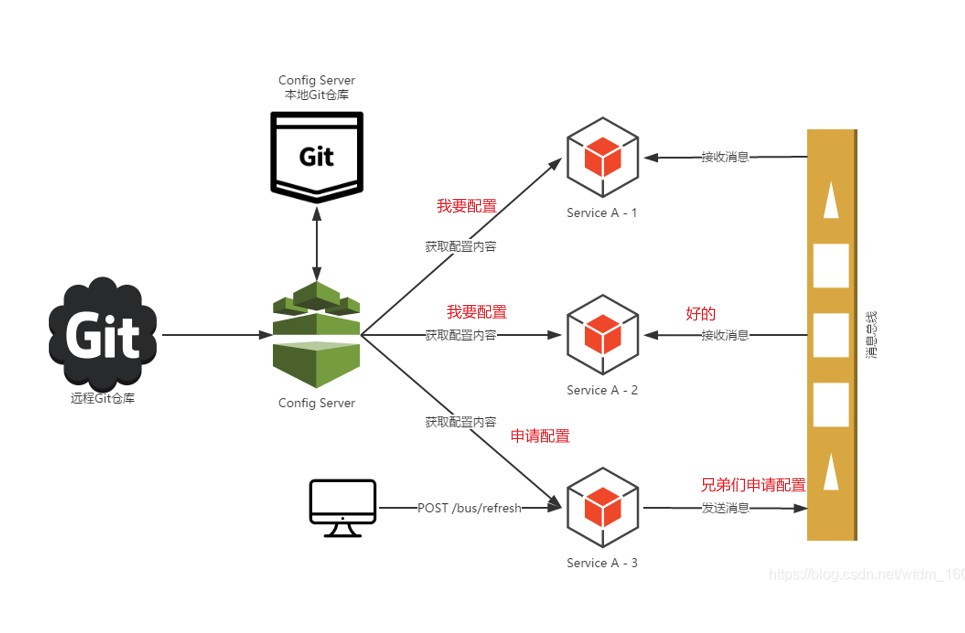 Config Server
本地Git仓库
Git
我要配置
获取配置内容
Service A - 1
接收消息
Git
远程Git仓库
Config Server
我要配置
获取配置内容
Service A - 2
好的
接收消息
消息总线
获取配置内容
申请配置
POST /bus/refresh
Service A - 3
兄弟们申请配置
发送消息
https://blog.csdn.net/wtdm_160